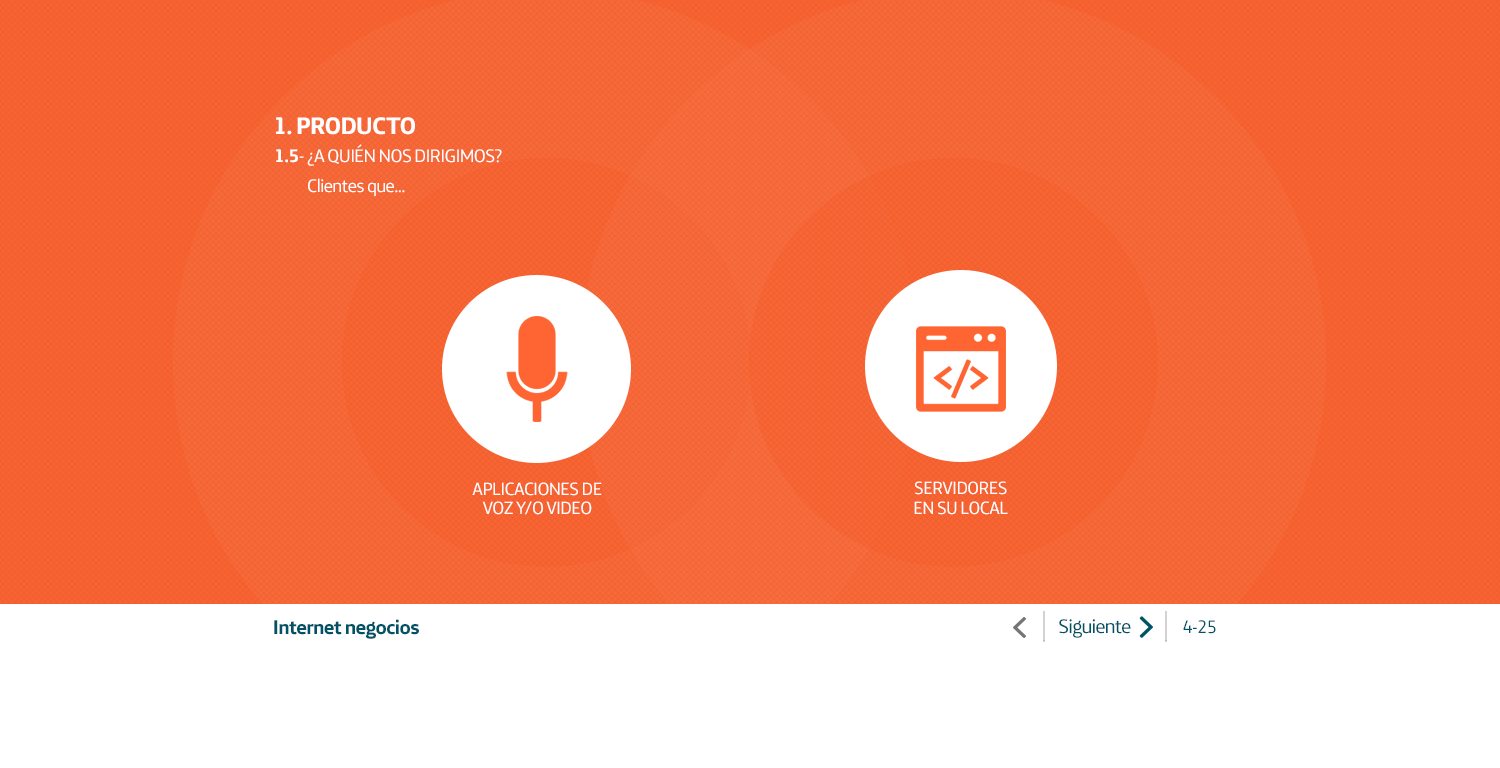 1. PRODUCTO
1.5- ¿A QUIÉN NOS DIRIGIMOS?
Clientes que...
</>
APLICACIONES DE
VOZ Y/O VIDEO
SERVIDORES
EN SU LOCAL
Internet negocios
Siguiente
4-25